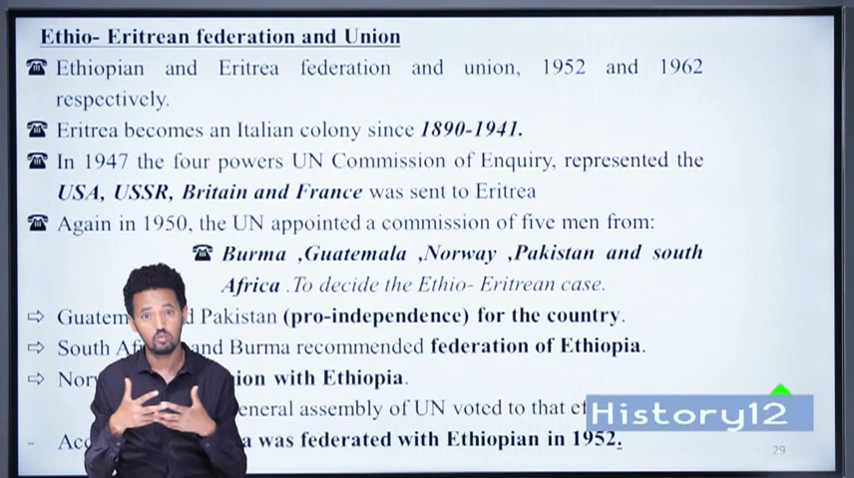 Ethio- Eritrean federation and Union
Ethiopian and Eritrea federation and union, 1952 and 1962
respectively.
Eritrea becomes an Italian colony since 1890-1941.
In 1947 the four powers UN Commission of Enquiry, represented the
USA, USSR, Britain and France was sent to Eritrea
Again in 1950, the UN appointed a commission of five men from:
Burma ,Guatemala ,Norway ,Pakistan and south
Africa .To decide the Ethio- Eritrean case.
Pakistan (pro-independence) for the country.
South and Burma recommended federation of Ethiopia.
with Ethiopia.
assembly of UN voted to that
History12
- was federated with Ethiopian in 1952.
29